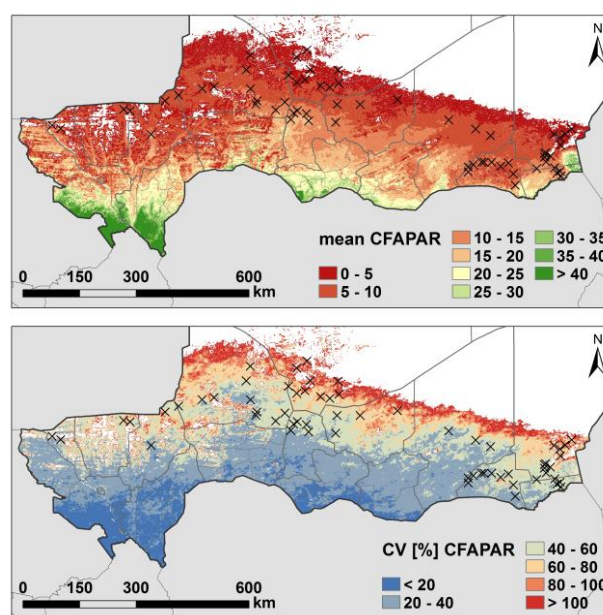 N
mean CFAPAR
0 - 5
5 - 10
10 - 15
15 - 20
20 - 25
25 - 30
30 - 35
35 - 40
> 40
0 150 300 600
km
N
CV [%] CFAPAR
< 20
20 - 40
40 - 60
60 - 80
80 - 100
> 100
0 150 300 600
km